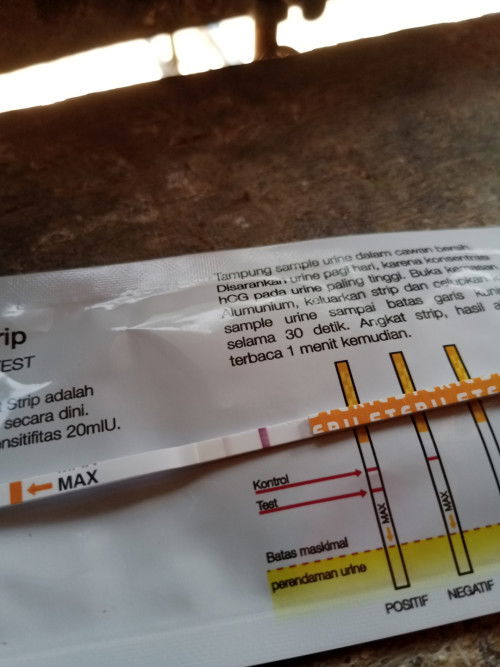 Tampung sample urine dalam cawan bersih.
Disarankan urine pagi hari, karena konsentrasi
hCG pada urine paling tinggi. Buka
Alumunium, keluarkan strip dan celupkan
sample urine sampai batas garis
selama 30 detik. Angkat strip, hasil
terbaca 1 menit kemudian.
rip
EST
Strip adalah
secara dini.
nsitifitas 20mIU.
MAX
Kontrol
Test
MAX
MAX
Batas maskimal
perendaman urine
POSITIF
NEGATIF